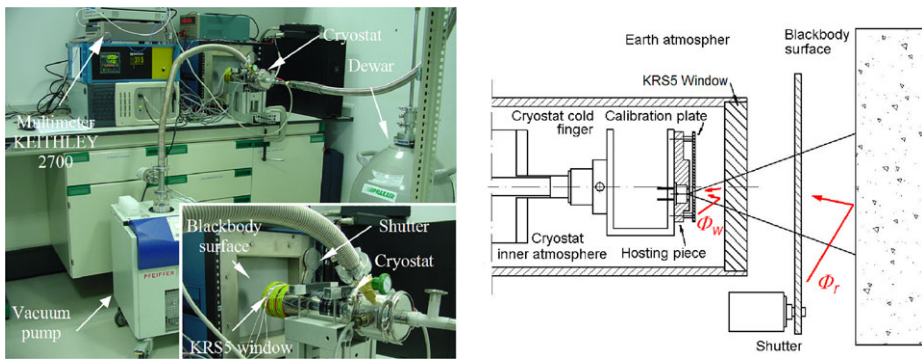 Cryostat
Dewar
Multimeter
KEITHLEY
2700
Blackbody
surface
Shutter
Cryostat
PFEIFFER
Vacuum
pump
KRS5 window
Earth atmospher
Blackbody
surface
KRS5 Window
Cryostat cold
finger
Calibration plate
Φw
Cryostat
inner atmosphere
Hosting piece
Φr
Shutter